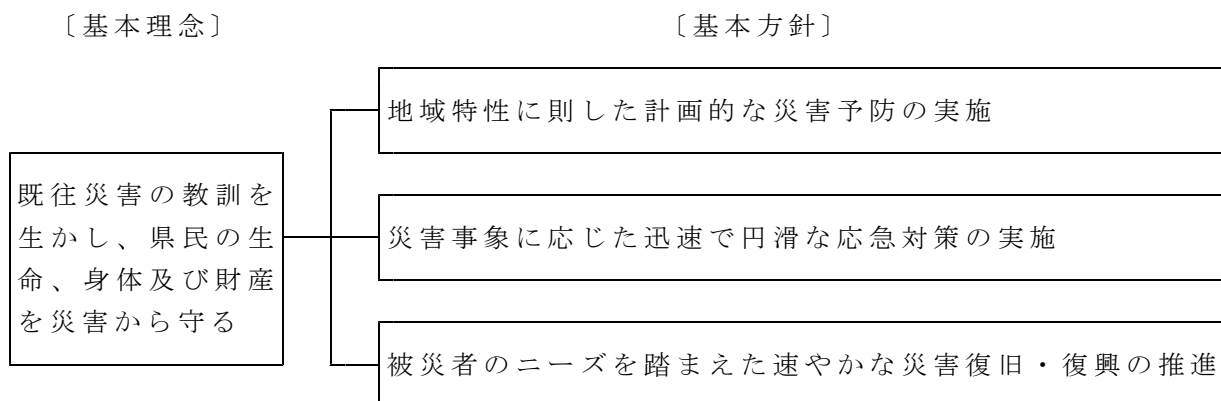 〔基本理念〕
〔基本方針〕
既往災害の教訓を
生かし、県民の生
命、身体及び財産
を災害から守る
地域特性に則した計画的な災害予防の実施
災害事象に応じた迅速で円滑な応急対策の実施
被災者のニーズを踏まえた速やかな災害復旧・復興の推進